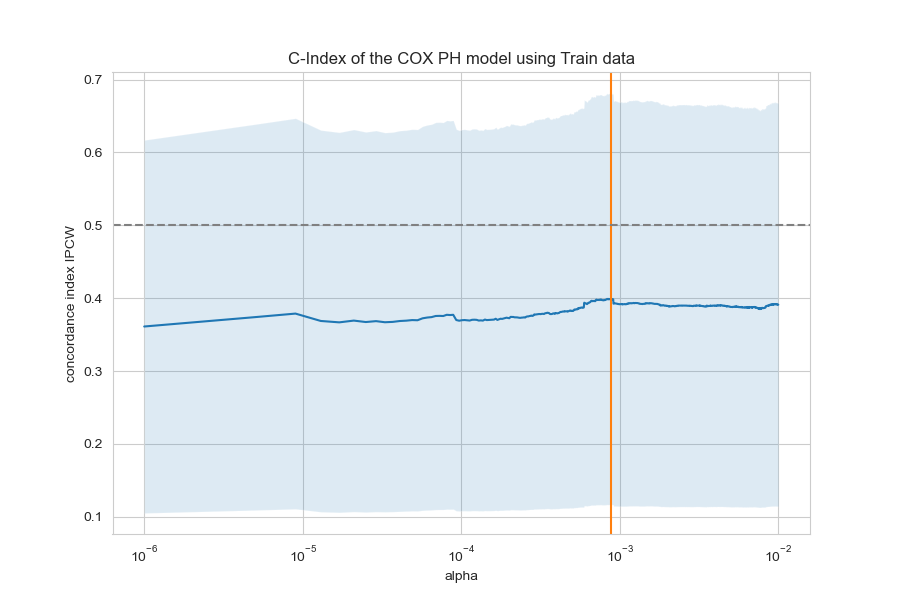 C-Index of the COX PH model using Train data
concordance index IPCW
0.7
0.6
0.5
0.4
0.3
0.2
0.1
10⁻⁶ 10⁻⁵ 10⁻⁴ 10⁻³ 10⁻²
alpha